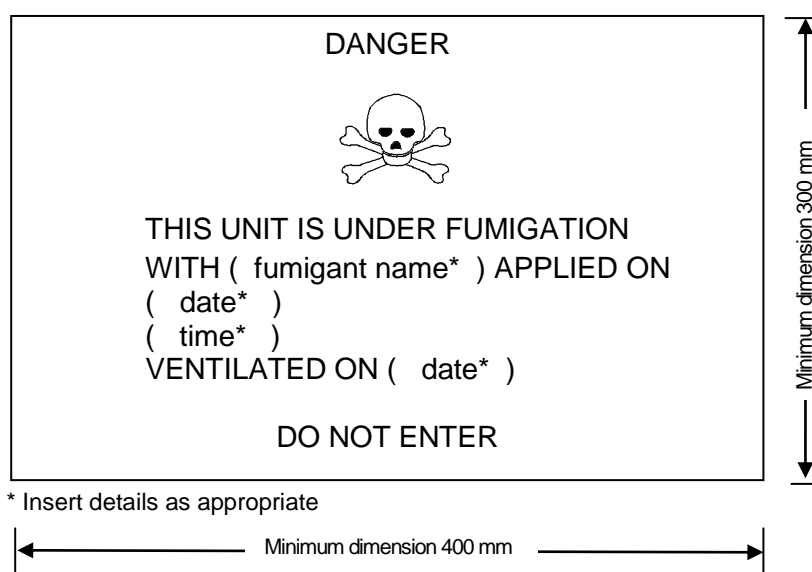 DANGER
THIS UNIT IS UNDER FUMIGATION
WITH ( fumigant name* ) APPLIED ON
( date* )
( time* )
VENTILATED ON ( date* )
DO NOT ENTER
Minimum dimension 300 mm
* Insert details as appropriate
Minimum dimension 400 mm